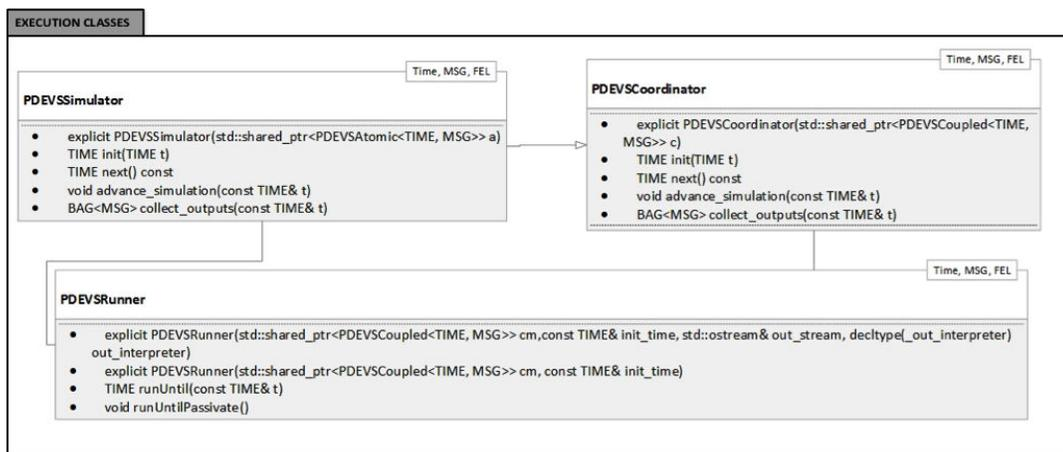 EXECUTION CLASSES
Time, MSG, FEL
PDEVSSimulator
• explicit PDEVSSimulator(std::shared_ptr<PDEVSAtomic<TIME, MSG>> a)
• TIME init(TIME t)
• TIME next() const
• void advance_simulation(const TIME& t)
• BAG<MSG> collect_outputs(const TIME& t)
Time, MSG, FEL
PDEVSCoordinator
• explicit PDEVSCoordinator(std::shared_ptr<PDEVSCoupled<TIME,
MSG>> c)
• TIME init(TIME t)
• TIME next() const
• void advance_simulation(const TIME& t)
• BAG<MSG> collect_outputs(const TIME& t)
Time, MSG, FEL
PDEVSRunner
• explicit PDEVSRunner(std::shared_ptr<PDEVSCoupled<TIME, MSG>> cm,const TIME& init_time, std::ostream& out_stream, decltype(_out_interpreter)
out_interpreter)
• explicit PDEVSRunner(std::shared_ptr<PDEVSCoupled<TIME, MSG>> cm, const TIME& init_time)
• TIME runUntil(const TIME& t)
• void runUntilPassivate()